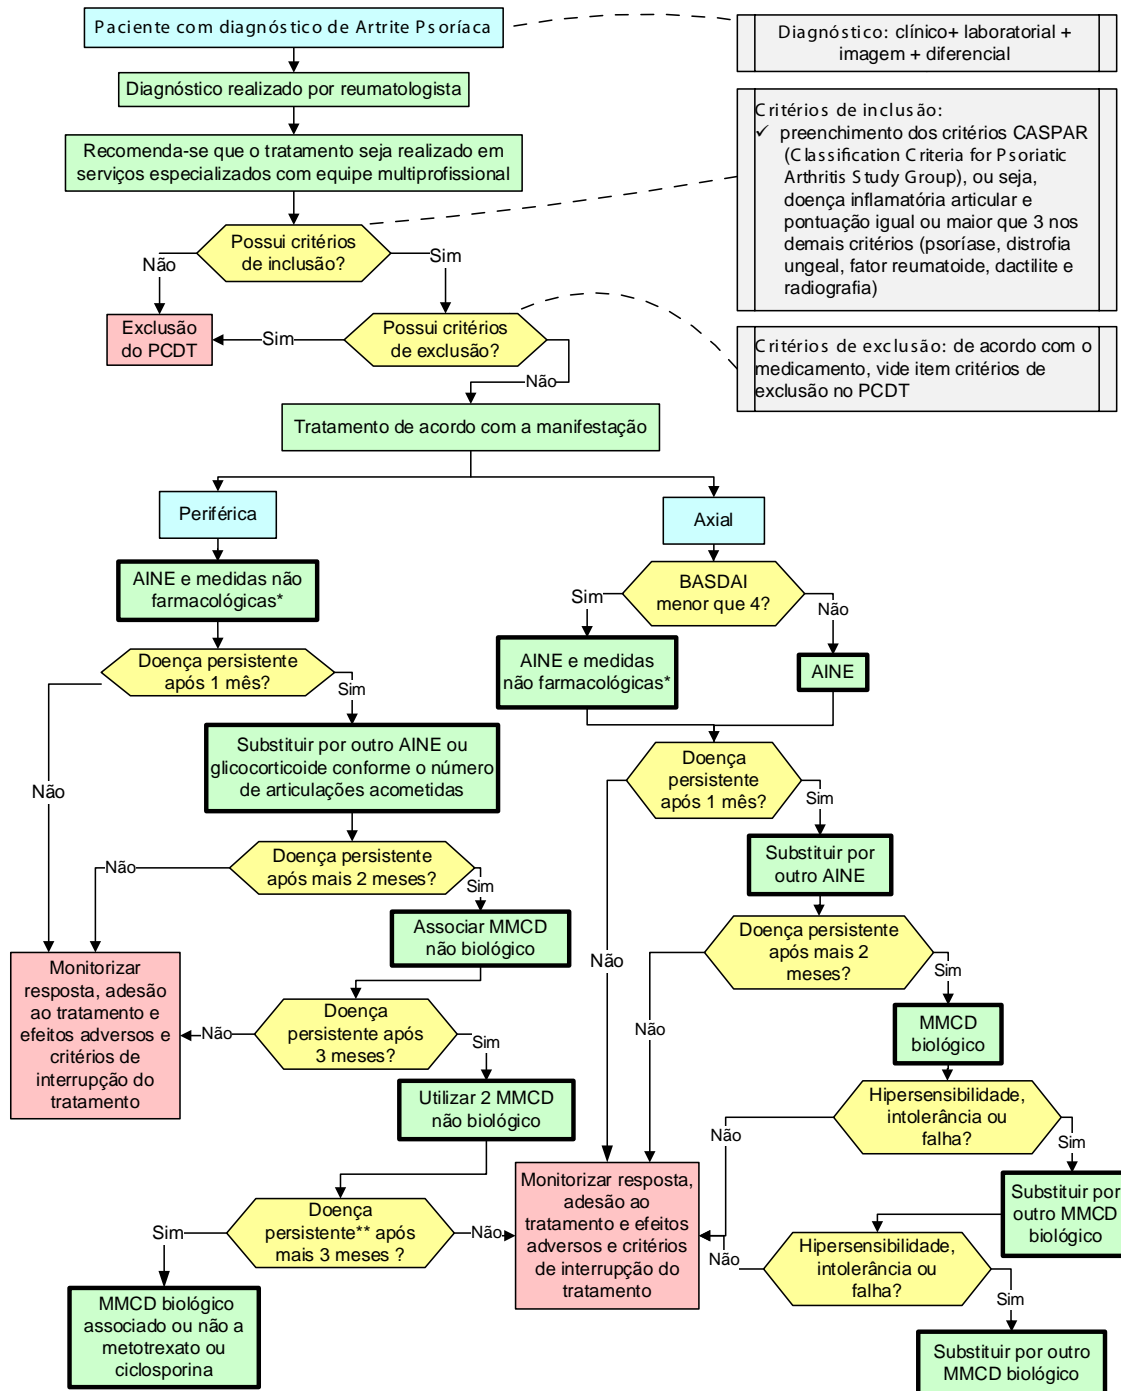 Paciente com diagnóstico de Artrite Psoríaca
Diagnóstico: clínico+ laboratorial +
imagem + diferencial
Diagnóstico realizado por reumatologista
Critérios de inclusão:
✓ preenchimento dos critérios CASPAR
(Classification Criteria for Psoriatic
Arthritis Study Group), ou seja,
doença inflamatória articular e
pontuação igual ou maior que 3 nos
demais critérios (psoríase, distrofia
ungeal, fator reumatoide, dactilite e
radiografia)
Recomenda-se que o tratamento seja realizado em
serviços especializados com equipe multiprofissional
Possui critérios
de inclusão?
Não
Sim
Exclusão
do PCDT
Sim
Possui critérios
de exclusão?
Critérios de exclusão: de acordo com o
medicamento, vide item critérios de
exclusão no PCDT
Não
Tratamento de acordo com a manifestação
Periférica
Axial
AINE e medidas não
farmacológicas*
BASDAI
menor que 4?
Sim
Não
Doença persistente
após 1 mês?
AINE e medidas
não farmacológicas*
AINE
Sim
Não
Substituir por outro AINE ou
glicocorticoide conforme o número
de articulações acometidas
Doença
persistente
após 1 mês?
Sim
Doença persistente
após mais 2 meses?
Não
Sim
Substituir por
outro AINE
Associar MMCD
não biológico
Doença persistente
após mais 2
meses?
Não
Sim
Não
Monitorizar
resposta, adesão
ao tratamento e
efeitos adversos e
critérios de
interrupção do
tratamento
Não
Doença
persistente após
3 meses?
Sim
MMCD
biológico
Utilizar 2 MMCD
não biológico
Hipersensibilidade,
intolerância ou
falha?
Não
Sim
Doença
persistente** após
mais 3 meses ?
Sim
Não
Monitorizar resposta,
adesão ao
tratamento e efeitos
adversos e critérios
de interrupção do
tratamento
Substituir por
outro MMCD
biológico
Não
Hipersensibilidade,
intolerância ou
falha?
Sim
MMCD biológico
associado ou não a
metotrexato ou
ciclosporina
Substituir por outro
MMCD biológico